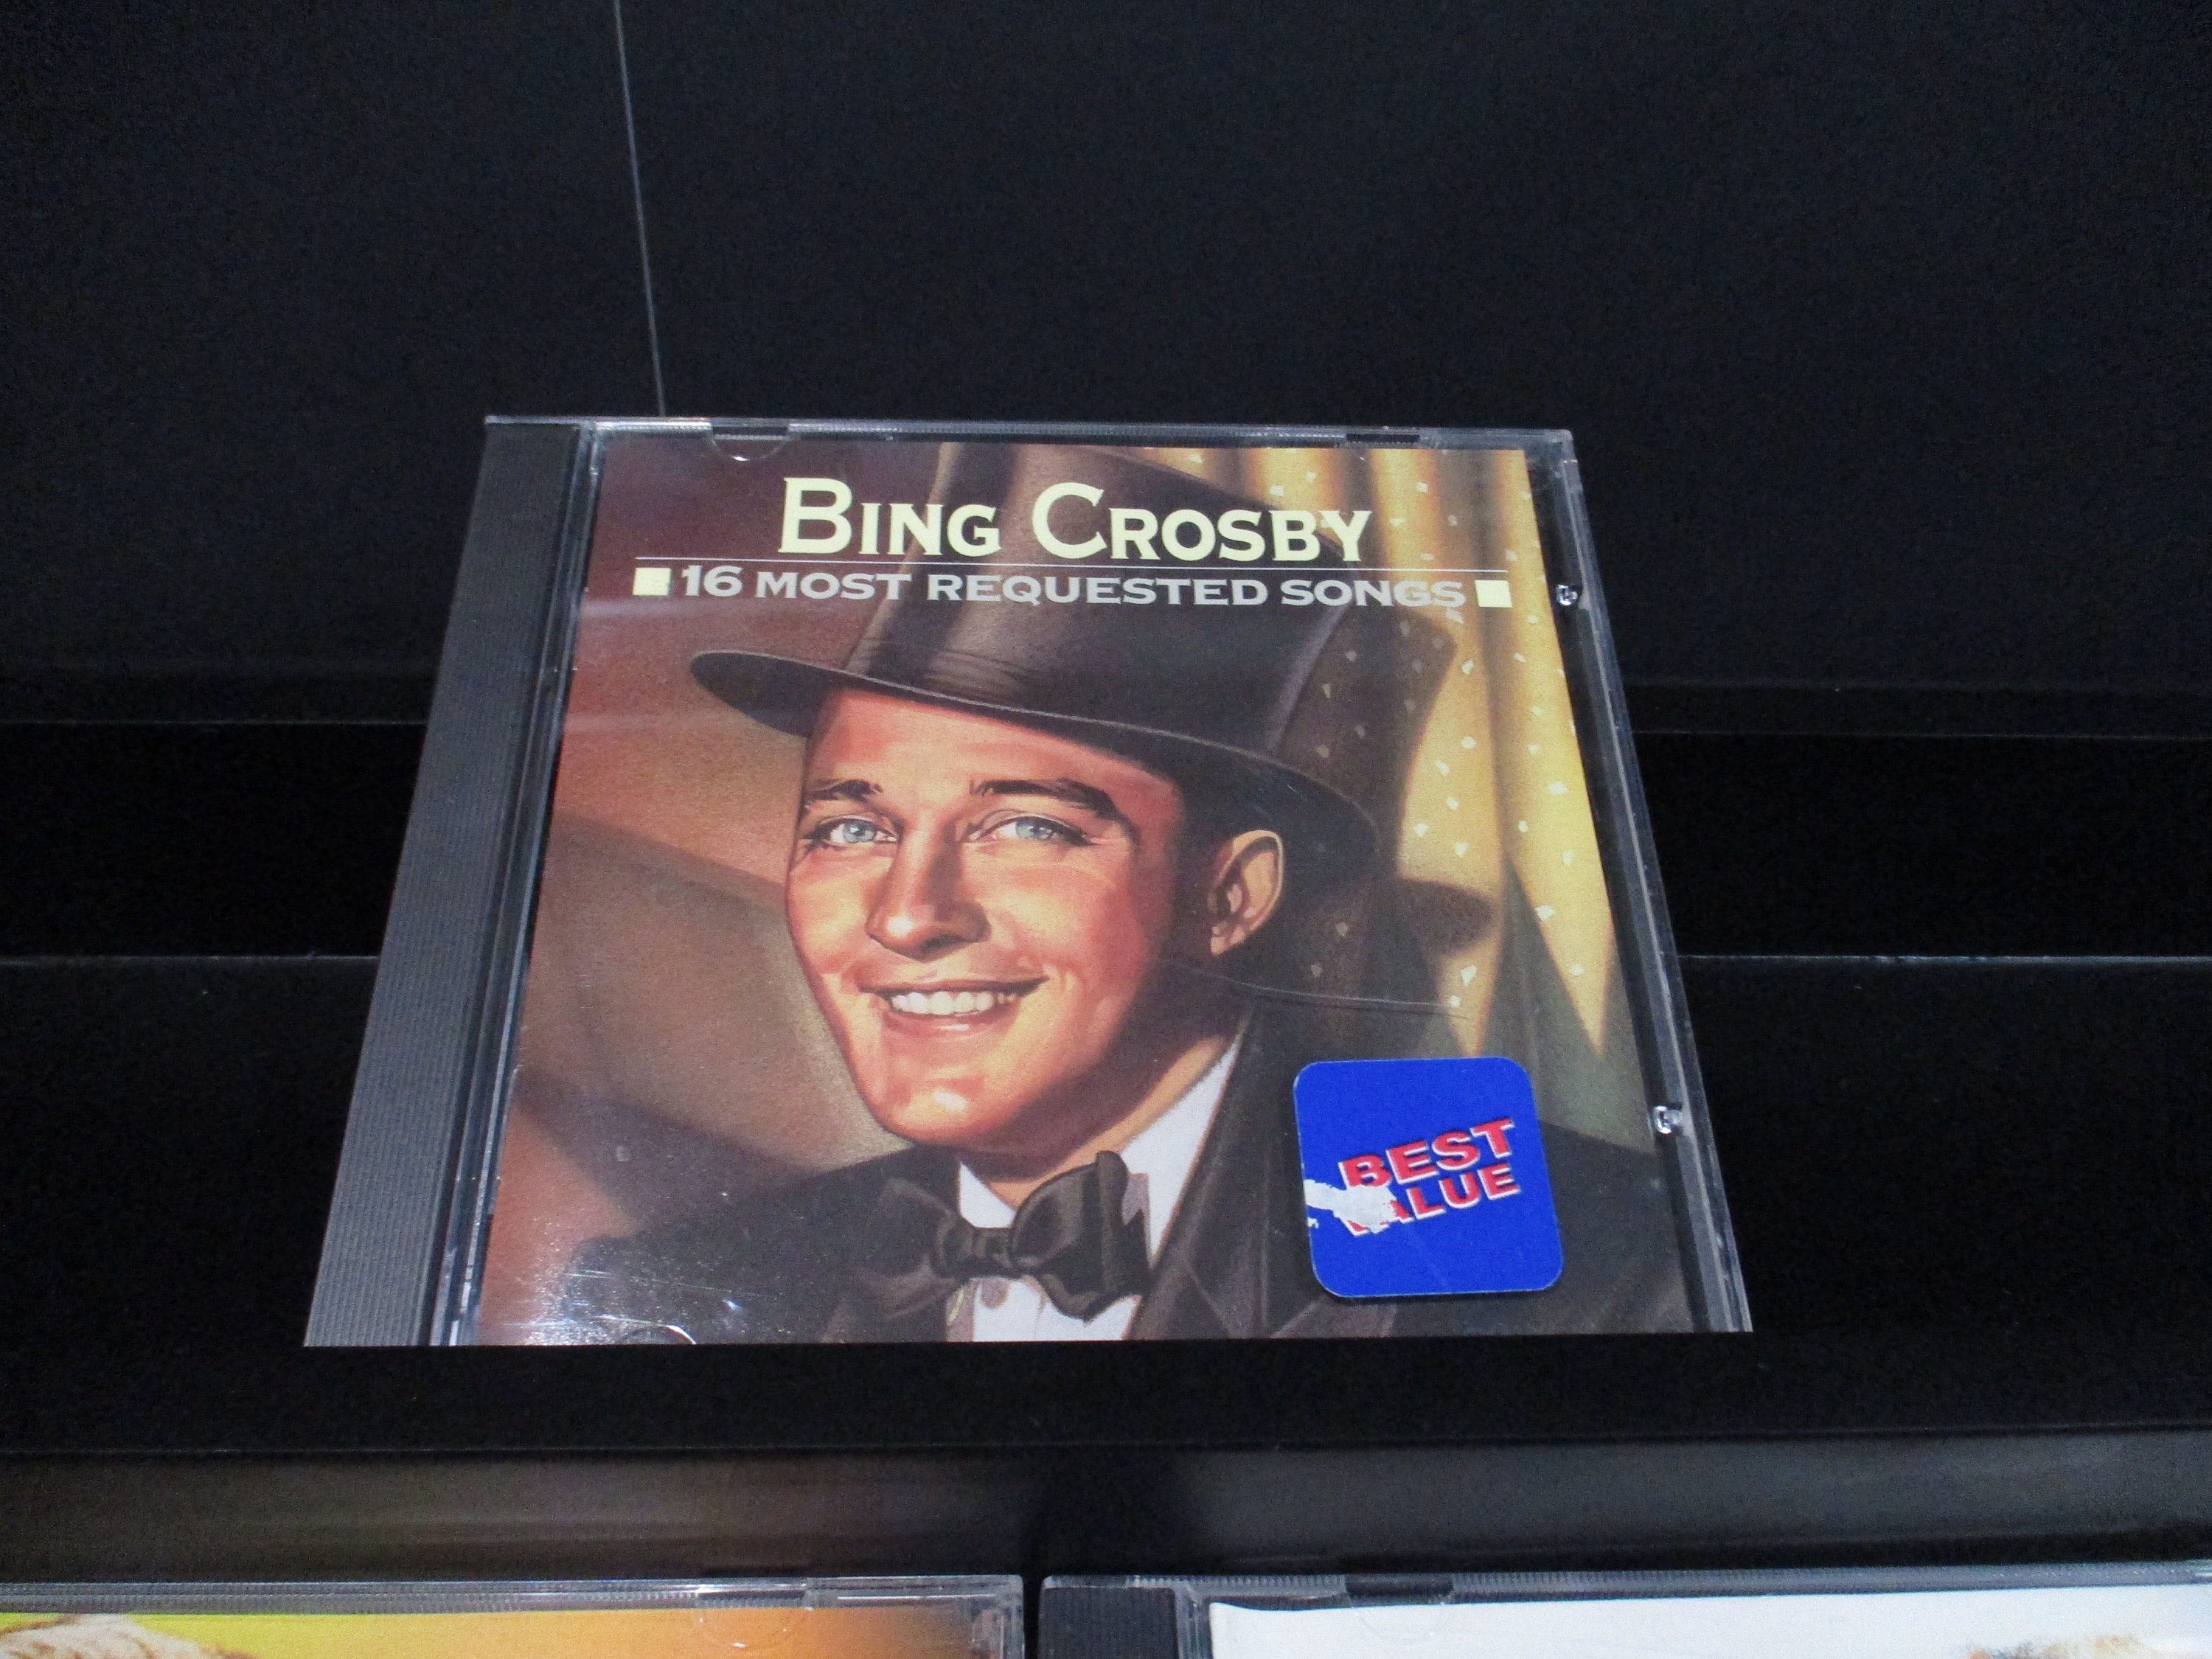 BING CROSBY
16 MOST REQUESTED SONGS
BEST
ALUE